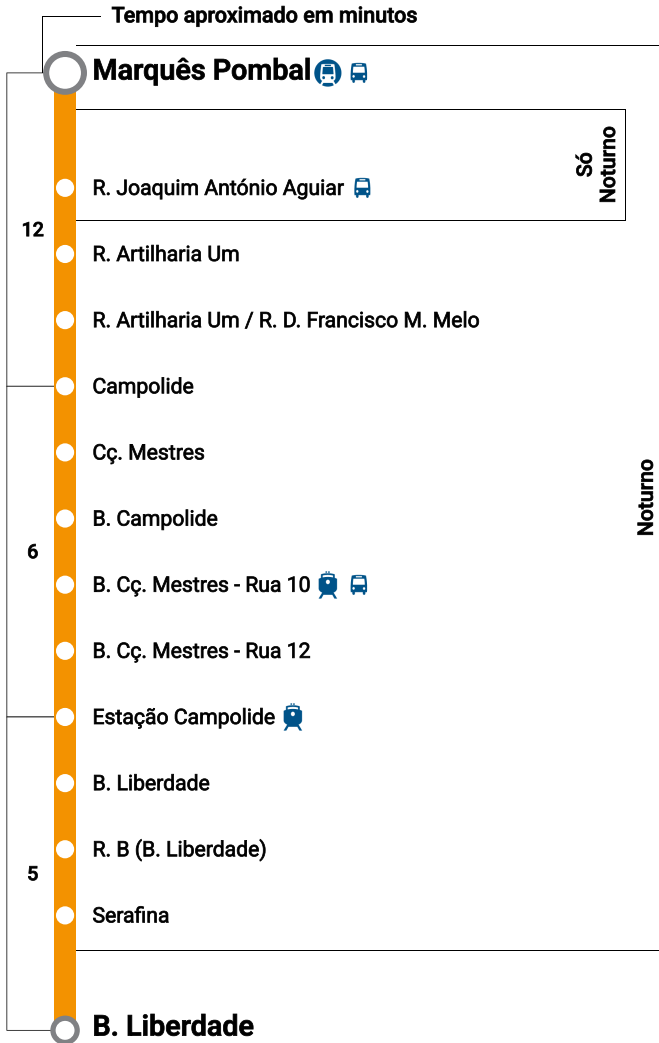 Tempo aproximado em minutos
Marquês Pombal
Só
Noturno
R. Joaquim António Aguiar
12
R. Artilharia Um
R. Artilharia Um / R. D. Francisco M. Melo
Campolide
Cç. Mestres
Noturno
B. Campolide
6
B. Cç. Mestres - Rua 10
B. Cç. Mestres - Rua 12
Estação Campolide
B. Liberdade
R. B (B. Liberdade)
5
Serafina
B. Liberdade